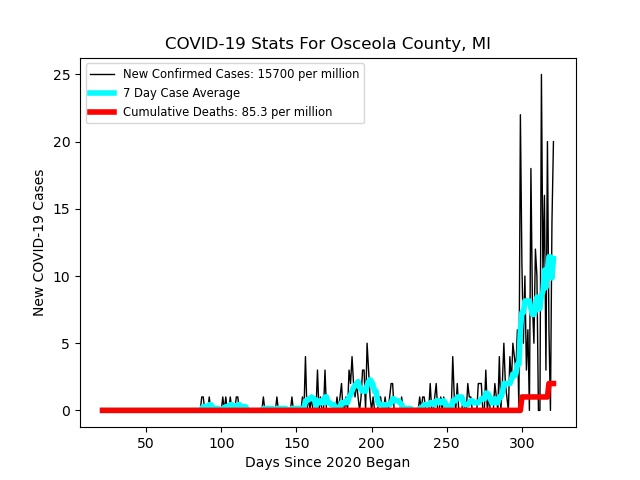 COVID-19 Stats For Osceola County, MI
New Confirmed Cases: 15700 per million
7 Day Case Average
Cumulative Deaths: 85.3 per million
New COVID-19 Cases
25
20
15
10
5
0
50 100 150 200 250 300
Days Since 2020 Began